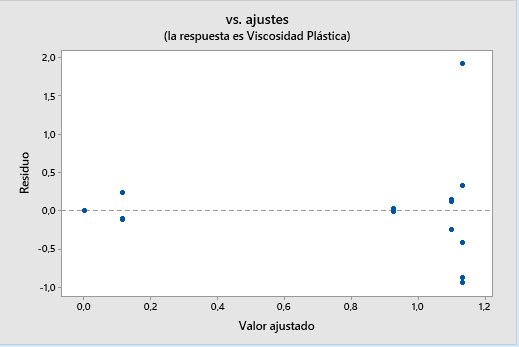 vs. ajustes
(la respuesta es Viscosidad Plástica)
2,0
1,5
1,0
0,5
0,0
-0,5
-1,0
Residuo
0,0 0,2 0,4 0,6 0,8 1,0 1,2
Valor ajustado